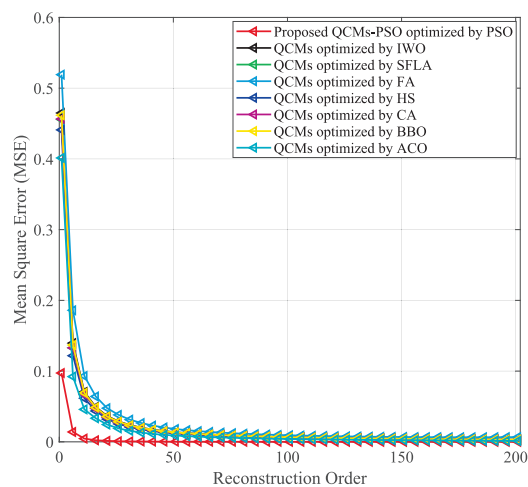 Proposed QCMs-PSO optimized by PSO
QCMs optimized by IWO
QCMs optimized by SFLA
QCMs optimized by FA
QCMs optimized by HS
QCMs optimized by CA
QCMs optimized by BBO
QCMs optimized by ACO
Mean Square Error (MSE)
0.6
0.5
0.4
0.3
0.2
0.1
0
0 50 100 150 200
Reconstruction Order